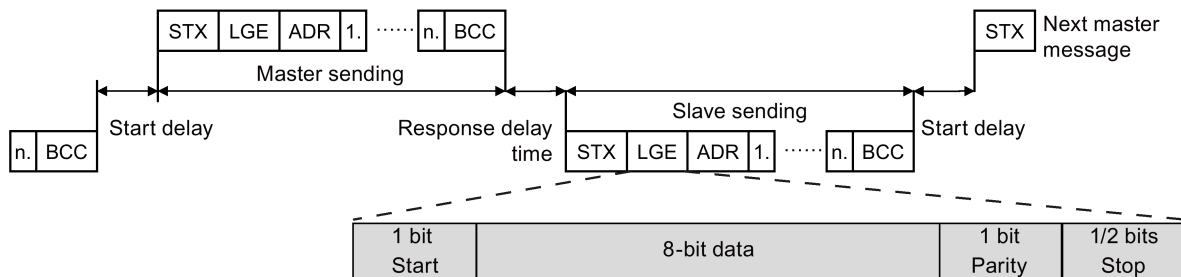 STX LGE ADR 1. ······ n. BCC
STX
Next master
message
Master sending
Slave sending
n. BCC
Start delay
Response delay
time
STX LGE ADR 1. ······ n. BCC
Start delay
1 bit
Start
8-bit data
1 bit
Parity
1/2 bits
Stop